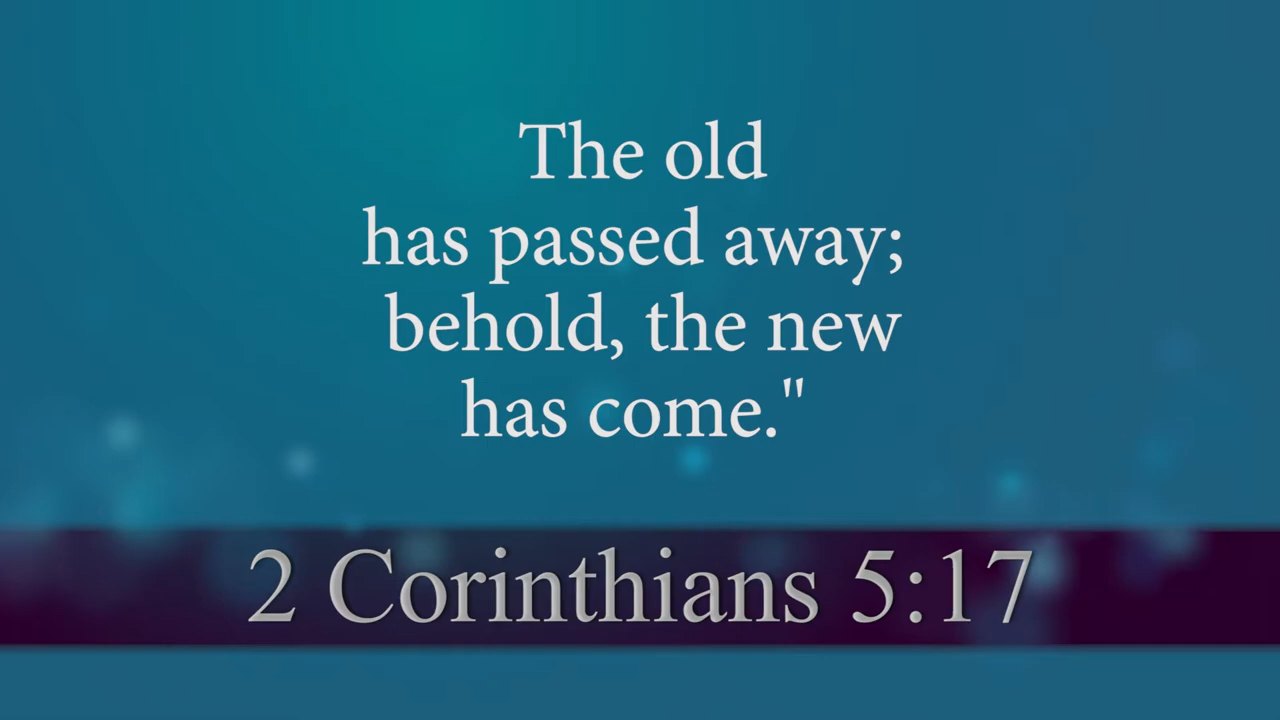 The old
has passed away;
behold, the new
has come."
2 Corinthians 5:17